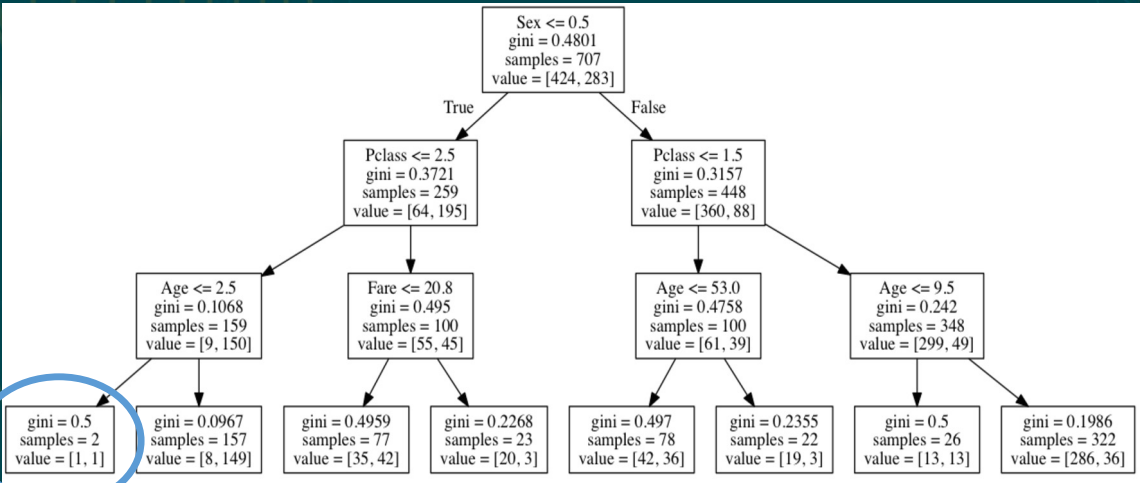 Sex <= 0.5
gini = 0.4801
samples = 707
value = [424, 283]
True
False
Pclass <= 2.5
gini = 0.3721
samples = 259
value = [64, 195]
Pclass <= 1.5
gini = 0.3157
samples = 448
value = [360, 88]
Age <= 2.5
gini = 0.1068
samples = 159
value = [9, 150]
Fare <= 20.8
gini = 0.495
samples = 100
value = [55, 45]
Age <= 53.0
gini = 0.4758
samples = 100
value = [61, 39]
Age <= 9.5
gini = 0.242
samples = 348
value = [299, 49]
gini = 0.5
samples = 2
value = [1, 1]
gini = 0.0967
samples = 157
value = [8, 149]
gini = 0.4959
samples = 77
value = [35, 42]
gini = 0.2268
samples = 23
value = [20, 3]
gini = 0.497
samples = 78
value = [42, 36]
gini = 0.2355
samples = 22
value = [19, 3]
gini = 0.5
samples = 26
value = [13, 13]
gini = 0.1986
samples = 322
value = [286, 36]